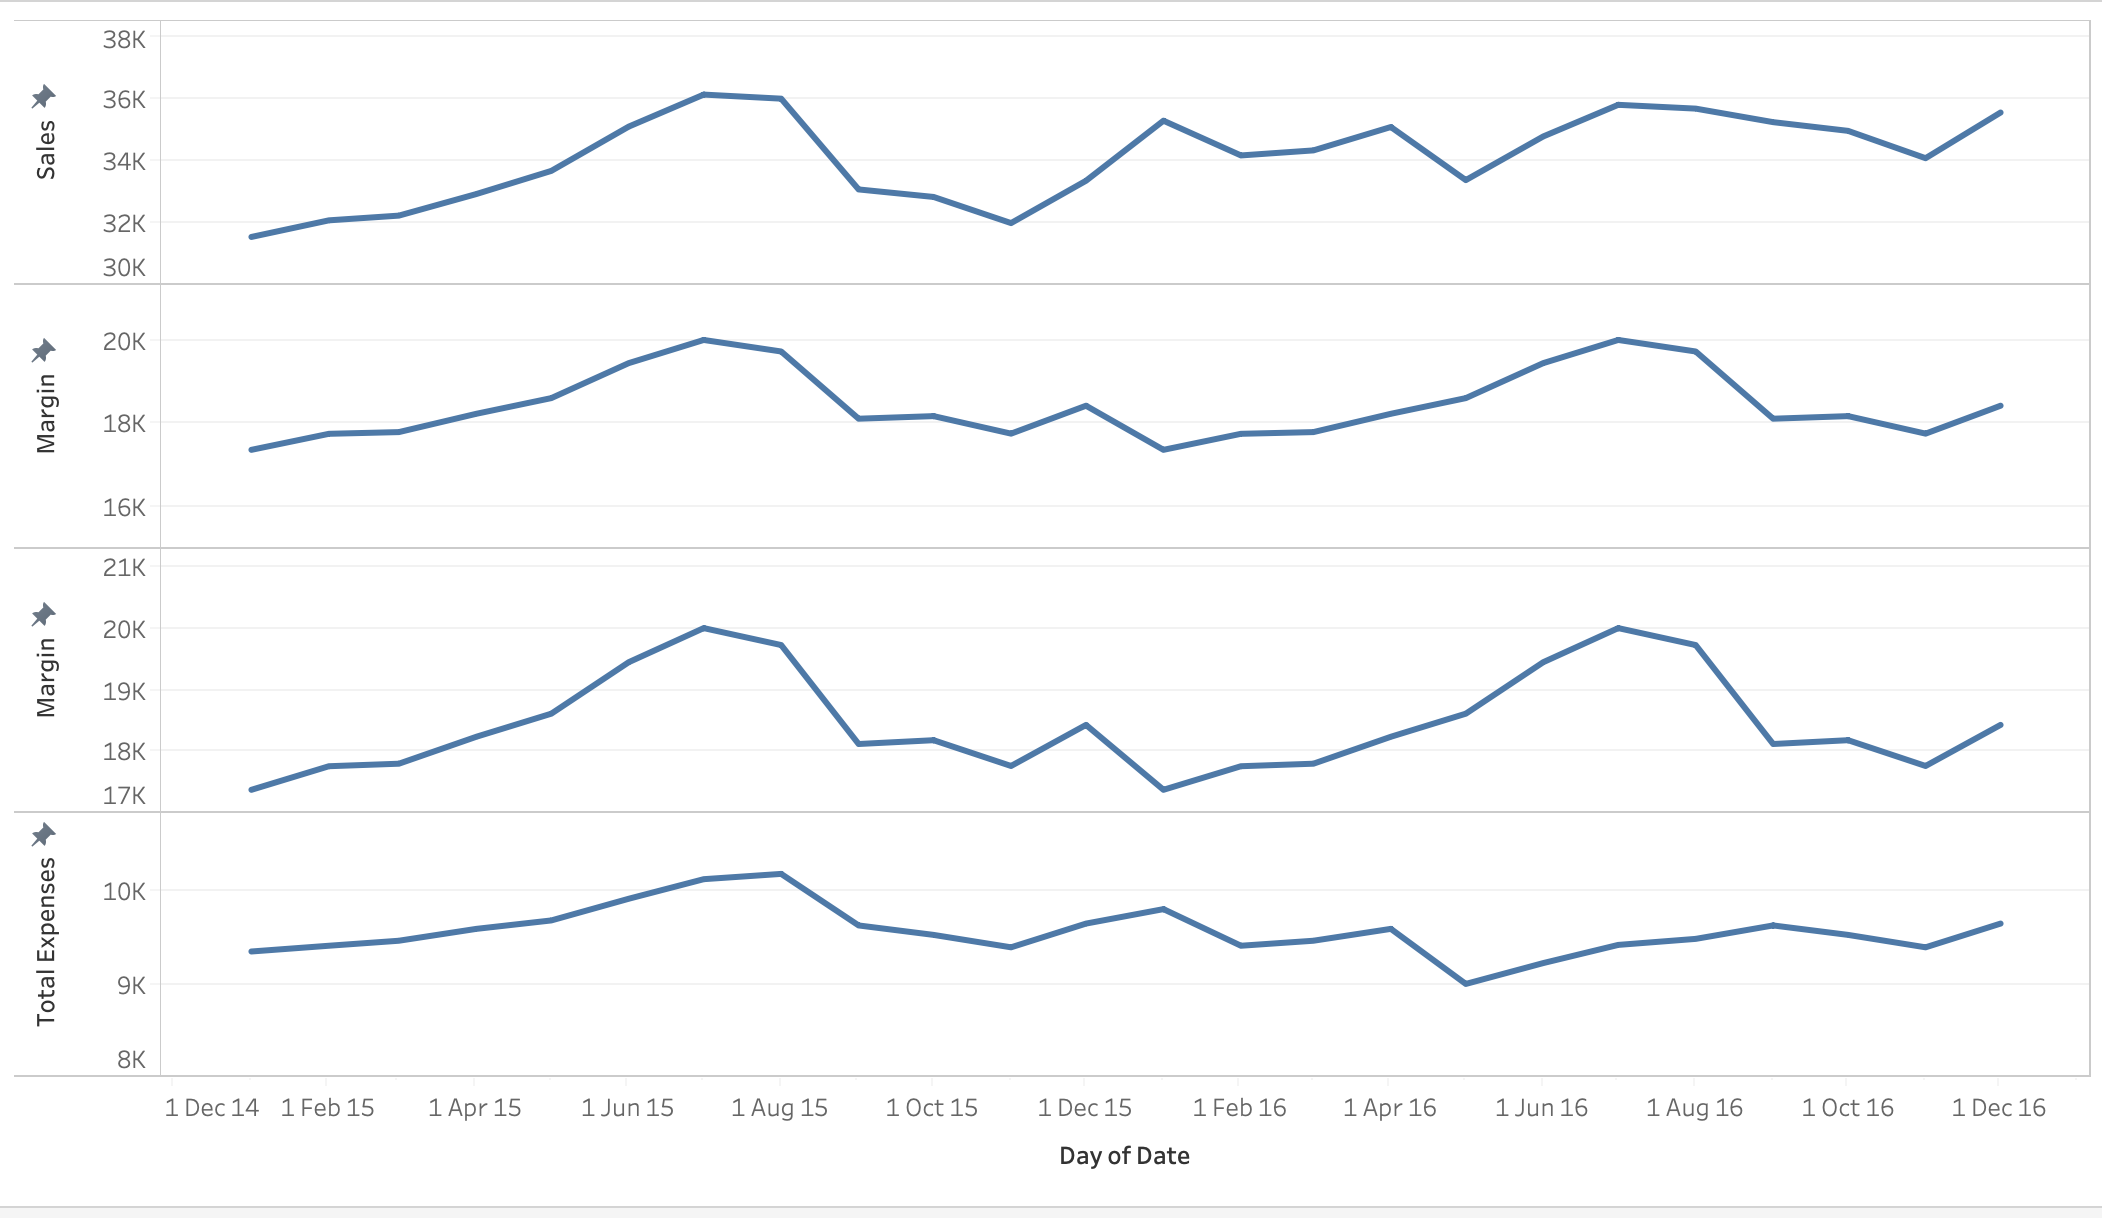 Sales
38K
36K
34K
32K
30K
Margin
20K
18K
16K
Margin
21K
20K
19K
18K
17K
Total Expenses
10K
9K
8K
1 Dec 14 1 Feb 15 1 Apr 15 1 Jun 15 1 Aug 15 1 Oct 15 1 Dec 15 1 Feb 16 1 Apr 16 1 Jun 16 1 Aug 16 1 Oct 16 1 Dec 16
Day of Date